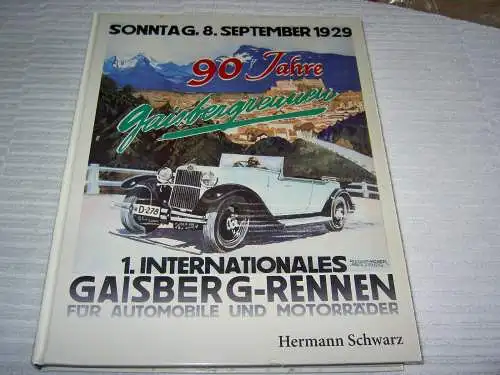 SONNTAG. 8. SEPTEMBER 1929
90 Jahre
Gaisbergrennen
D-278
1. INTERNATIONALES
GAISBERG-RENNEN
FÜR AUTOMOBILE UND MOTORRÄDER
Hermann Schwarz